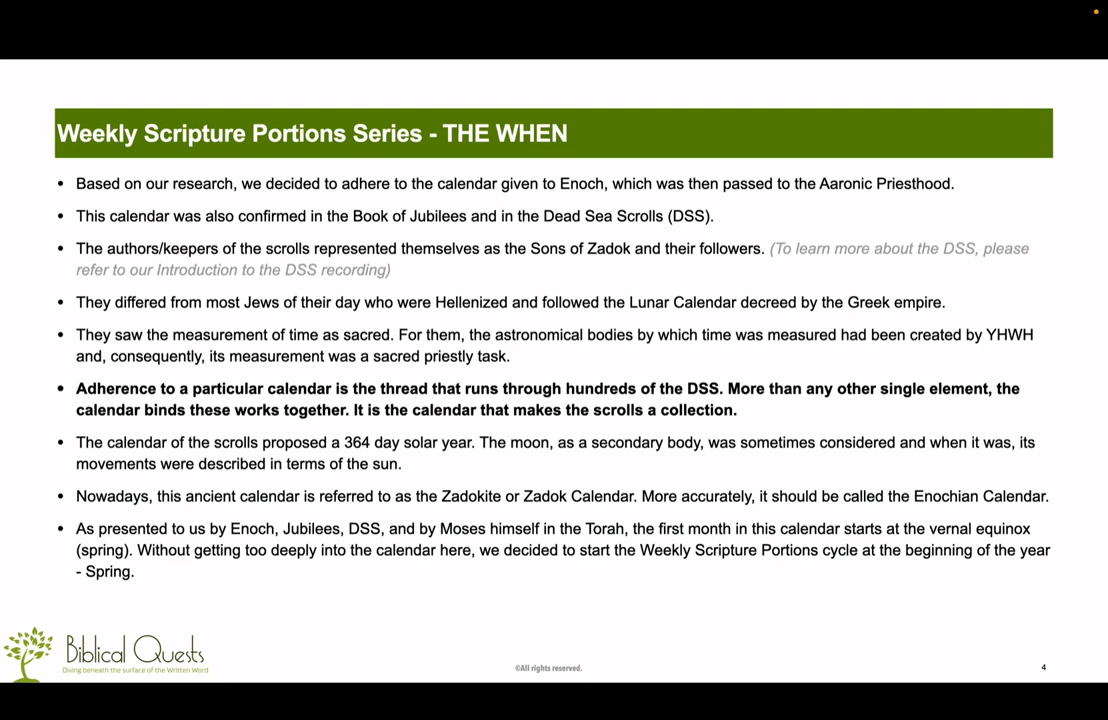 Weekly Scripture Portions Series - THE WHEN
• Based on our research, we decided to adhere to the calendar given to Enoch, which was then passed to the Aaronic Priesthood.
• This calendar was also confirmed in the Book of Jubilees and in the Dead Sea Scrolls (DSS).
• The authors/keepers of the scrolls represented themselves as the Sons of Zadok and their followers. (To learn more about the DSS, please
refer to our Introduction to the DSS recording)
• They differed from most Jews of their day who were Hellenized and followed the Lunar Calendar decreed by the Greek empire.
• They saw the measurement of time as sacred. For them, the astronomical bodies by which time was measured had been created by YHWH
and, consequently, its measurement was a sacred priestly task.
• Adherence to a particular calendar is the thread that runs through hundreds of the DSS. More than any other single element, the
calendar binds these works together. It is the calendar that makes the scrolls a collection.
• The calendar of the scrolls proposed a 364 day solar year. The moon, as a secondary body, was sometimes considered and when it was, its
movements were described in terms of the sun.
• Nowadays, this ancient calendar is referred to as the Zadokite or Zadok Calendar. More accurately, it should be called the Enochian Calendar.
• As presented to us by Enoch, Jubilees, DSS, and by Moses himself in the Torah, the first month in this calendar starts at the vernal equinox
(spring). Without getting too deeply into the calendar here, we decided to start the Weekly Scripture Portions cycle at the beginning of the year
- Spring.
Biblical Quests
Diving beneath the surface of the Written Word
©All rights reserved.
4